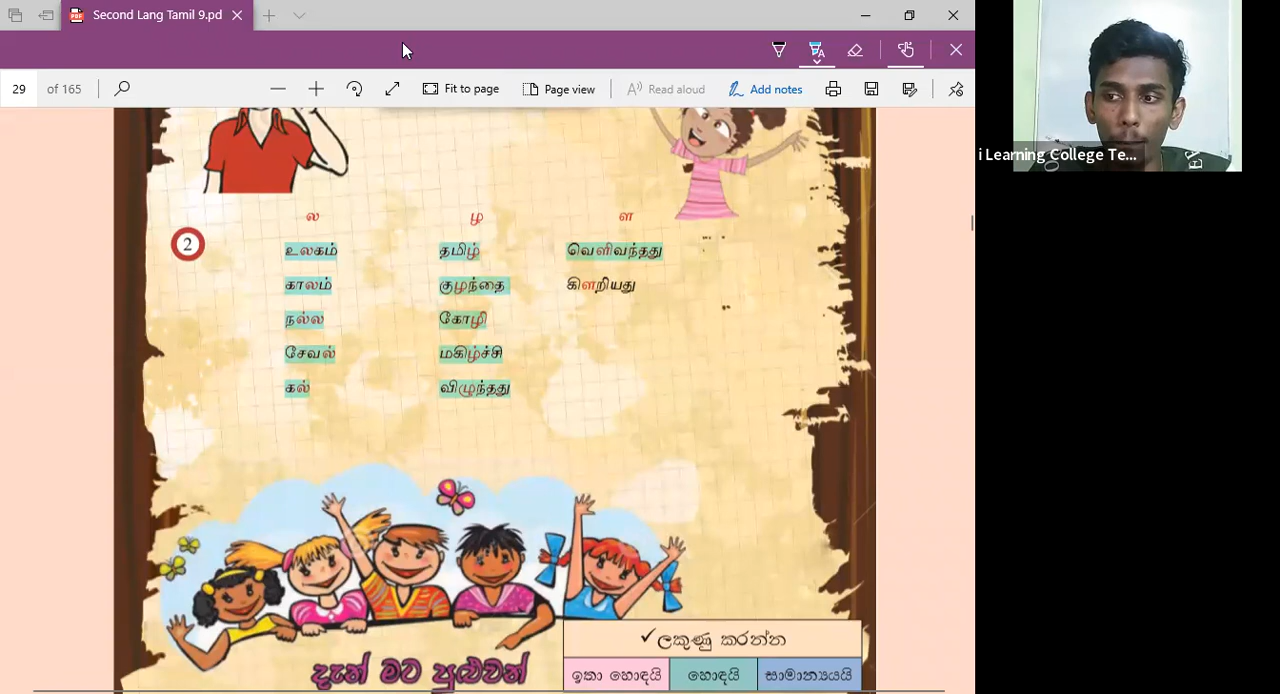 Second Lang Tamil 9.pd
29 of 165 Fit to page Page view Read aloud Add notes
ல ழ ள
2 உலகம் தமிழ் வெளிவந்தது
காலம் குழந்தை கிளறியது
நல்ல கோழி
சேவல் மகிழ்ச்சி
கல் விழுந்தது
i Learning College Te...
✓ලකුණු කරන්න
දැන් මට පුළුවන්
ඉතා හොඳයි හොඳයි සාමාන්‍යයි